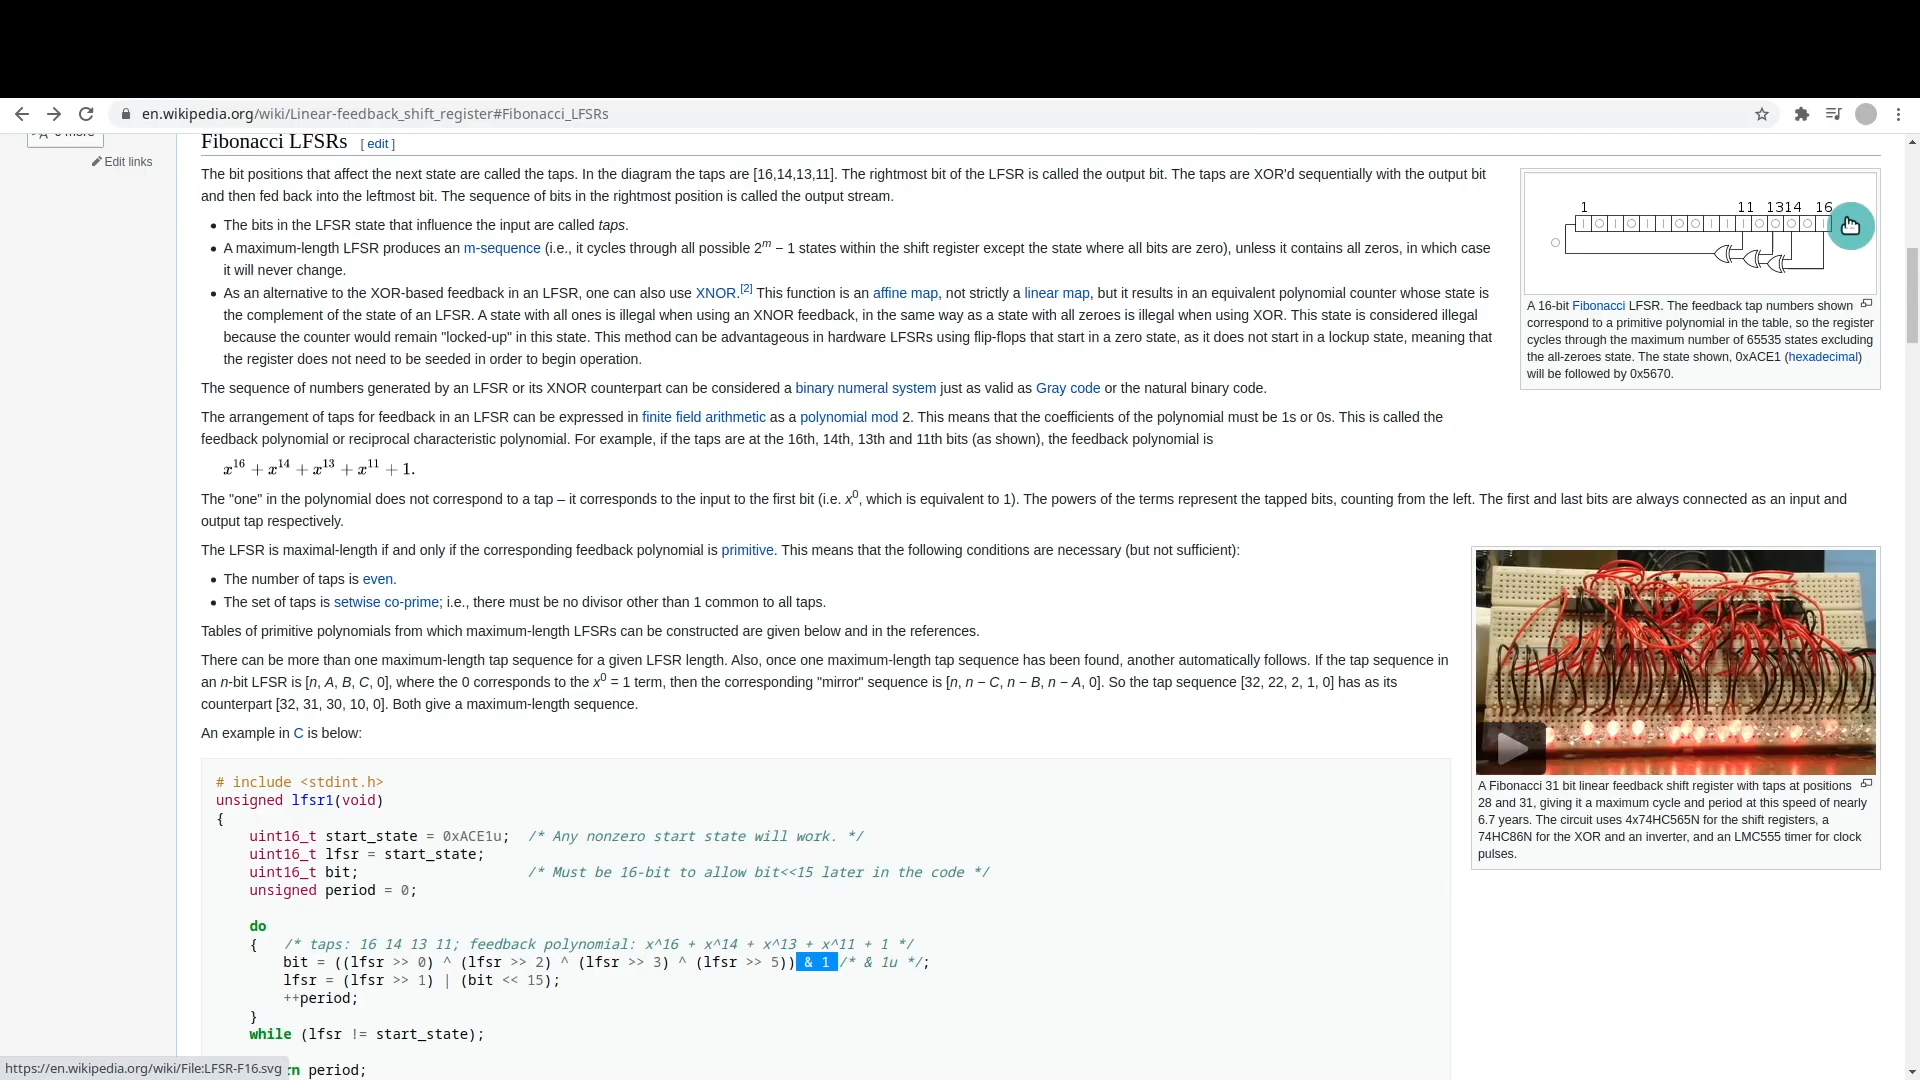 en.wikipedia.org/wiki/Linear-feedback_shift_register#Fibonacci_LFSRs
Edit links
Fibonacci LFSRs [ edit ]
The bit positions that affect the next state are called the taps. In the diagram the taps are [16,14,13,11]. The rightmost bit of the LFSR is called the output bit. The taps are XOR'd sequentially with the output bit
and then fed back into the leftmost bit. The sequence of bits in the rightmost position is called the output stream.
• The bits in the LFSR state that influence the input are called taps.
• A maximum-length LFSR produces an m-sequence (i.e., it cycles through all possible 2^m − 1 states within the shift register except the state where all bits are zero), unless it contains all zeros, in which case
it will never change.
• As an alternative to the XOR-based feedback in an LFSR, one can also use XNOR.[2] This function is an affine map, not strictly a linear map, but it results in an equivalent polynomial counter whose state is
the complement of the state of an LFSR. A state with all ones is illegal when using an XNOR feedback, in the same way as a state with all zeroes is illegal when using XOR. This state is considered illegal
because the counter would remain "locked-up" in this state. This method can be advantageous in hardware LFSRs using flip-flops that start in a zero state, as it does not start in a lockup state, meaning that
the register does not need to be seeded in order to begin operation.
The sequence of numbers generated by an LFSR or its XNOR counterpart can be considered a binary numeral system just as valid as Gray code or the natural binary code.
The arrangement of taps for feedback in an LFSR can be expressed in finite field arithmetic as a polynomial mod 2. This means that the coefficients of the polynomial must be 1s or 0s. This is called the
feedback polynomial or reciprocal characteristic polynomial. For example, if the taps are at the 16th, 14th, 13th and 11th bits (as shown), the feedback polynomial is
x^16 + x^14 + x^13 + x^11 + 1.
The "one" in the polynomial does not correspond to a tap – it corresponds to the input to the first bit (i.e. x^0, which is equivalent to 1). The powers of the terms represent the tapped bits, counting from the left. The first and last bits are always connected as an input and
output tap respectively.
The LFSR is maximal-length if and only if the corresponding feedback polynomial is primitive. This means that the following conditions are necessary (but not sufficient):
• The number of taps is even.
• The set of taps is setwise co-prime; i.e., there must be no divisor other than 1 common to all taps.
Tables of primitive polynomials from which maximum-length LFSRs can be constructed are given below and in the references.
There can be more than one maximum-length tap sequence for a given LFSR length. Also, once one maximum-length tap sequence has been found, another automatically follows. If the tap sequence in
an n-bit LFSR is [n, A, B, C, 0], where the 0 corresponds to the x^0 = 1 term, then the corresponding "mirror" sequence is [n, n − C, n − B, n − A, 0]. So the tap sequence [32, 22, 2, 1, 0] has as its
counterpart [32, 31, 30, 10, 0]. Both give a maximum-length sequence.
An example in C is below:
# include <stdint.h>
unsigned lfsr1(void)
{
uint16_t start_state = 0xACE1u; /* Any nonzero start state will work. */
uint16_t lfsr = start_state;
uint16_t bit; /* Must be 16-bit to allow bit<<15 later in the code */
unsigned period = 0;
do
{ /* taps: 16 14 13 11; feedback polynomial: x^16 + x^14 + x^13 + x^11 + 1 */
bit = ((lfsr >> 0) ^ (lfsr >> 2) ^ (lfsr >> 3) ^ (lfsr >> 5)) & 1 /* & 1u */;
lfsr = (lfsr >> 1) | (bit << 15);
++period;
}
while (lfsr != start_state);
rn period;
1 11 13 14 16
A 16-bit Fibonacci LFSR. The feedback tap numbers shown
correspond to a primitive polynomial in the table, so the register
cycles through the maximum number of 65535 states excluding
the all-zeroes state. The state shown, 0xACE1 (hexadecimal)
will be followed by 0x5670.
A Fibonacci 31 bit linear feedback shift register with taps at positions
28 and 31, giving it a maximum cycle and period at this speed of nearly
6.7 years. The circuit uses 4x74HC565N for the shift registers, a
74HC86N for the XOR and an inverter, and an LMC555 timer for clock
pulses.
https://en.wikipedia.org/wiki/File:LFSR-F16.svg